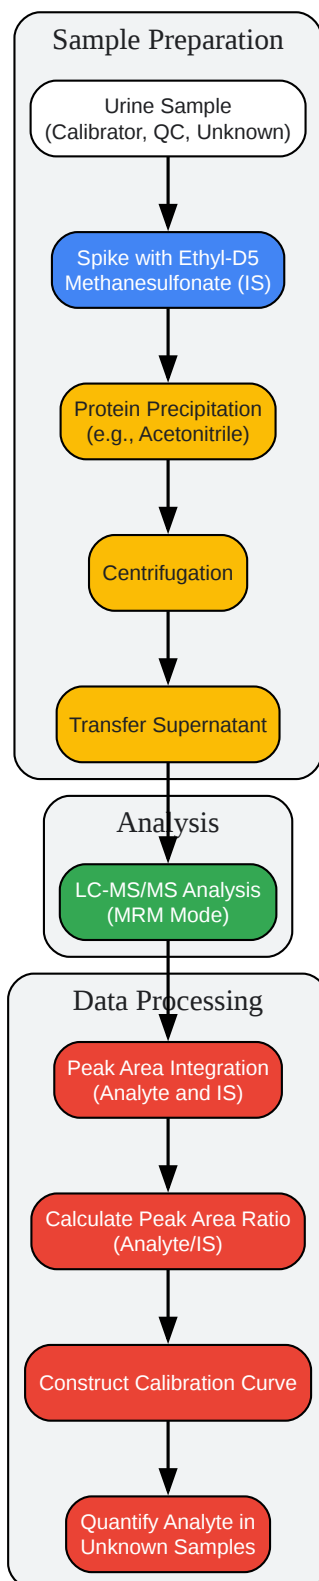 Sample Preparation
Urine Sample
(Calibrator, QC, Unknown)
Spike with Ethyl-D5
Methanesulfonate (IS)
Protein Precipitation
(e.g., Acetonitrile)
Centrifugation
Transfer Supernatant
Analysis
LC-MS/MS Analysis
(MRM Mode)
Data Processing
Peak Area Integration
(Analyte and IS)
Calculate Peak Area Ratio
(Analyte/IS)
Construct Calibration Curve
Quantify Analyte in
Unknown Samples